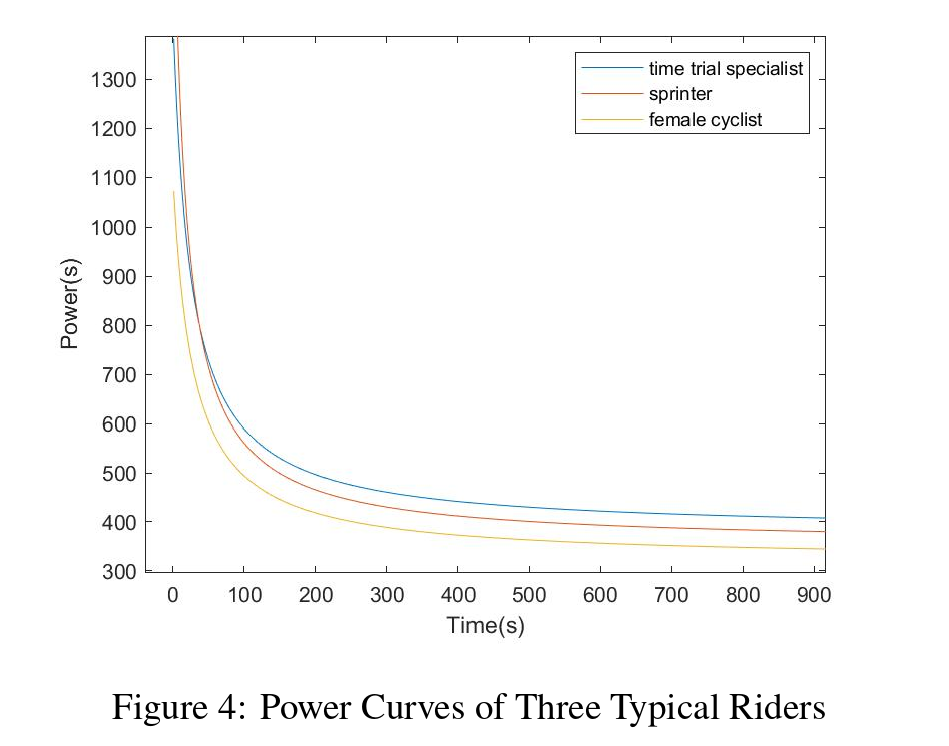 1300
1200
1100
1000
900
800
700
600
500
400
300
Power(s)
time trial specialist
sprinter
female cyclist
0 100 200 300 400 500 600 700 800 900
Time(s)
Figure 4: Power Curves of Three Typical Riders